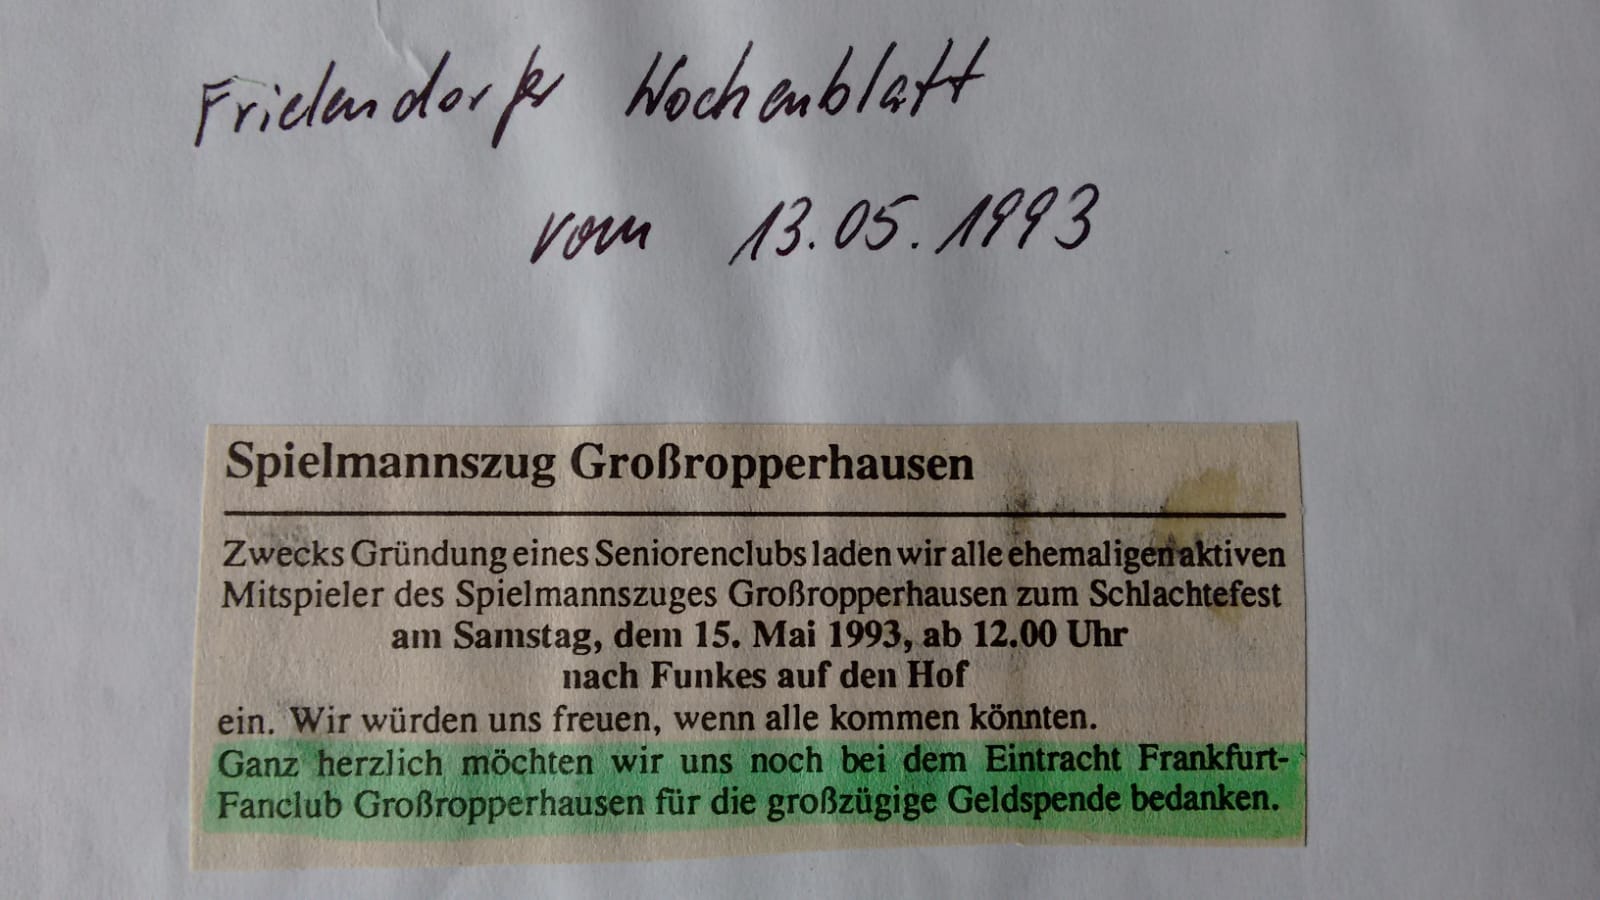 Frielendorfer Wochenblatt
vom 13.05.1993
Spielmannszug Großropperhausen
Zwecks Gründung eines Seniorenclubs laden wir alle ehemaligen aktiven
Mitspieler des Spielmannszuges Großropperhausen zum Schlachtefest
am Samstag, dem 15. Mai 1993, ab 12.00 Uhr
nach Funkes auf den Hof
ein. Wir würden uns freuen, wenn alle kommen könnten.
Ganz herzlich möchten wir uns noch bei dem Eintracht Frankfurt-
Fanclub Großropperhausen für die großzügige Geldspende bedanken.